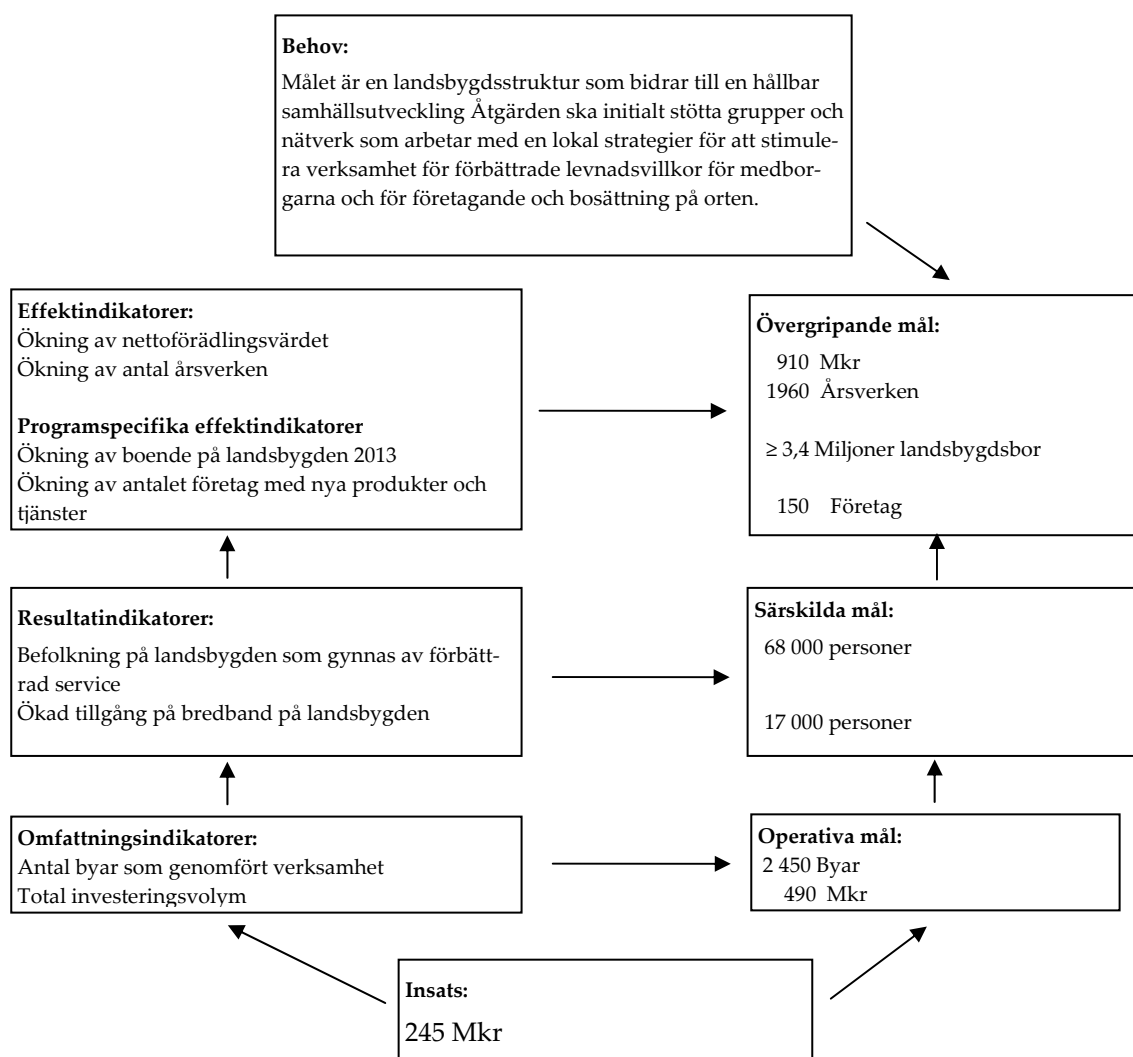 Behov:
Målet är en landsbygdsstruktur som bidrar till en hållbar
samhällsutveckling Åtgärden ska initialt stötta grupper och
nätverk som arbetar med en lokal strategier för att stimule-
ra verksamhet för förbättrade levnadsvillkor för medbor-
garna och för företagande och bosättning på orten.
Effektindikatorer:
Ökning av nettoförädlingsvärdet
Ökning av antal årsverken
Programspecifika effektindikatorer
Ökning av boende på landsbygden 2013
Ökning av antalet företag med nya produkter och
tjänster
Övergripande mål:
910 Mkr
1960 Årsverken
≥ 3,4 Miljoner landsbygdsbor
150 Företag
Resultatindikatorer:
Befolkning på landsbygden som gynnas av förbätt-
rad service
Ökad tillgång på bredband på landsbygden
Särskilda mål:
68 000 personer
17 000 personer
Omfattningsindikatorer:
Antal byar som genomfört verksamhet
Total investeringsvolym
Operativa mål:
2 450 Byar
490 Mkr
Insats:
245 Mkr